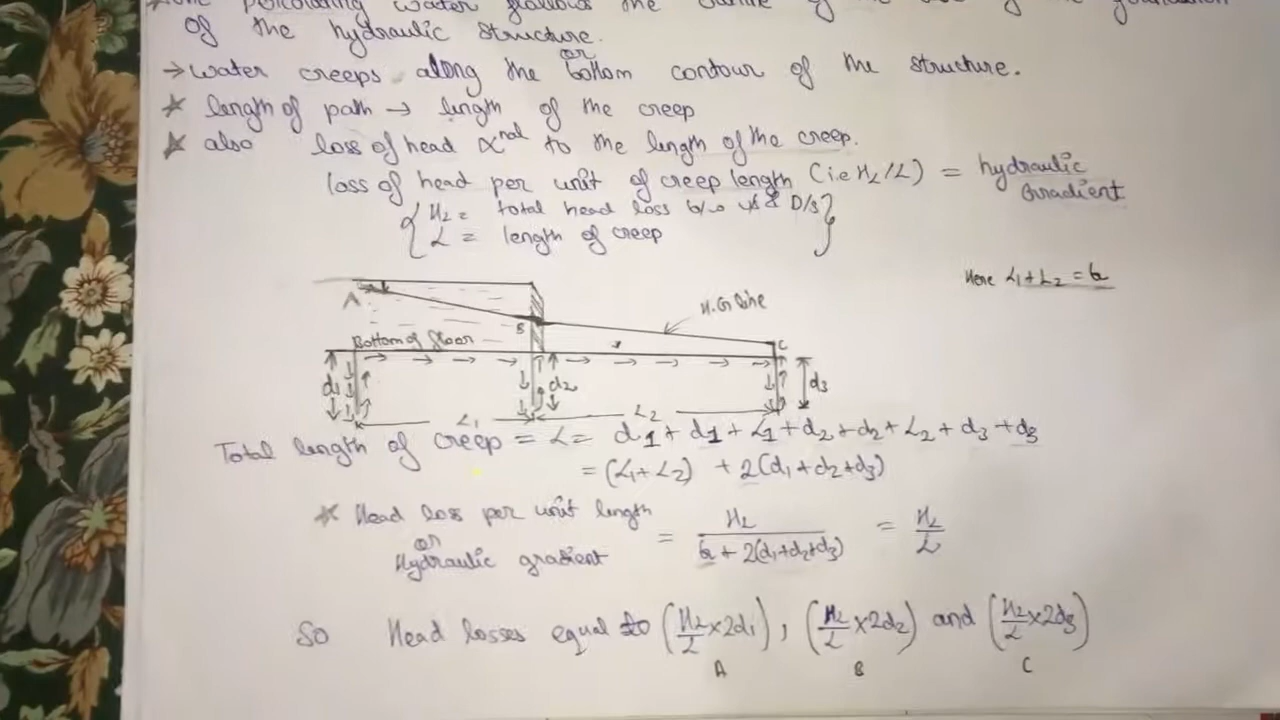 percolating water follows the
of the hydraulic structure.
or
→ water creeps along the bottom contour of the structure.
* length of path → length of the creep
* also loss of head ∝nal to the length of the creep.
loss of head per unit of creep length (i.e HL/L) = hydraulic
Gradient
{ HL = total head loss b/w u/s & D/s }
{ L = length of creep }
Here L1+L2 = b
A
H.G line
B
C
Bottom of floor
d1
d2
d3
L1
L2
Total length of creep = L = d1 + d1 + L1 + d2 + d2 + L2 + d3 + d3
= (L1+L2) + 2(d1+d2+d3)
* Head loss per unit length
or
Hydraulic gradient
= HL / b + 2(d1+d2+d3) = HL / L
So Head losses equal to (HL/L ×2d1), (HL/L ×2d2) and (HL/L ×2d3)
A B C